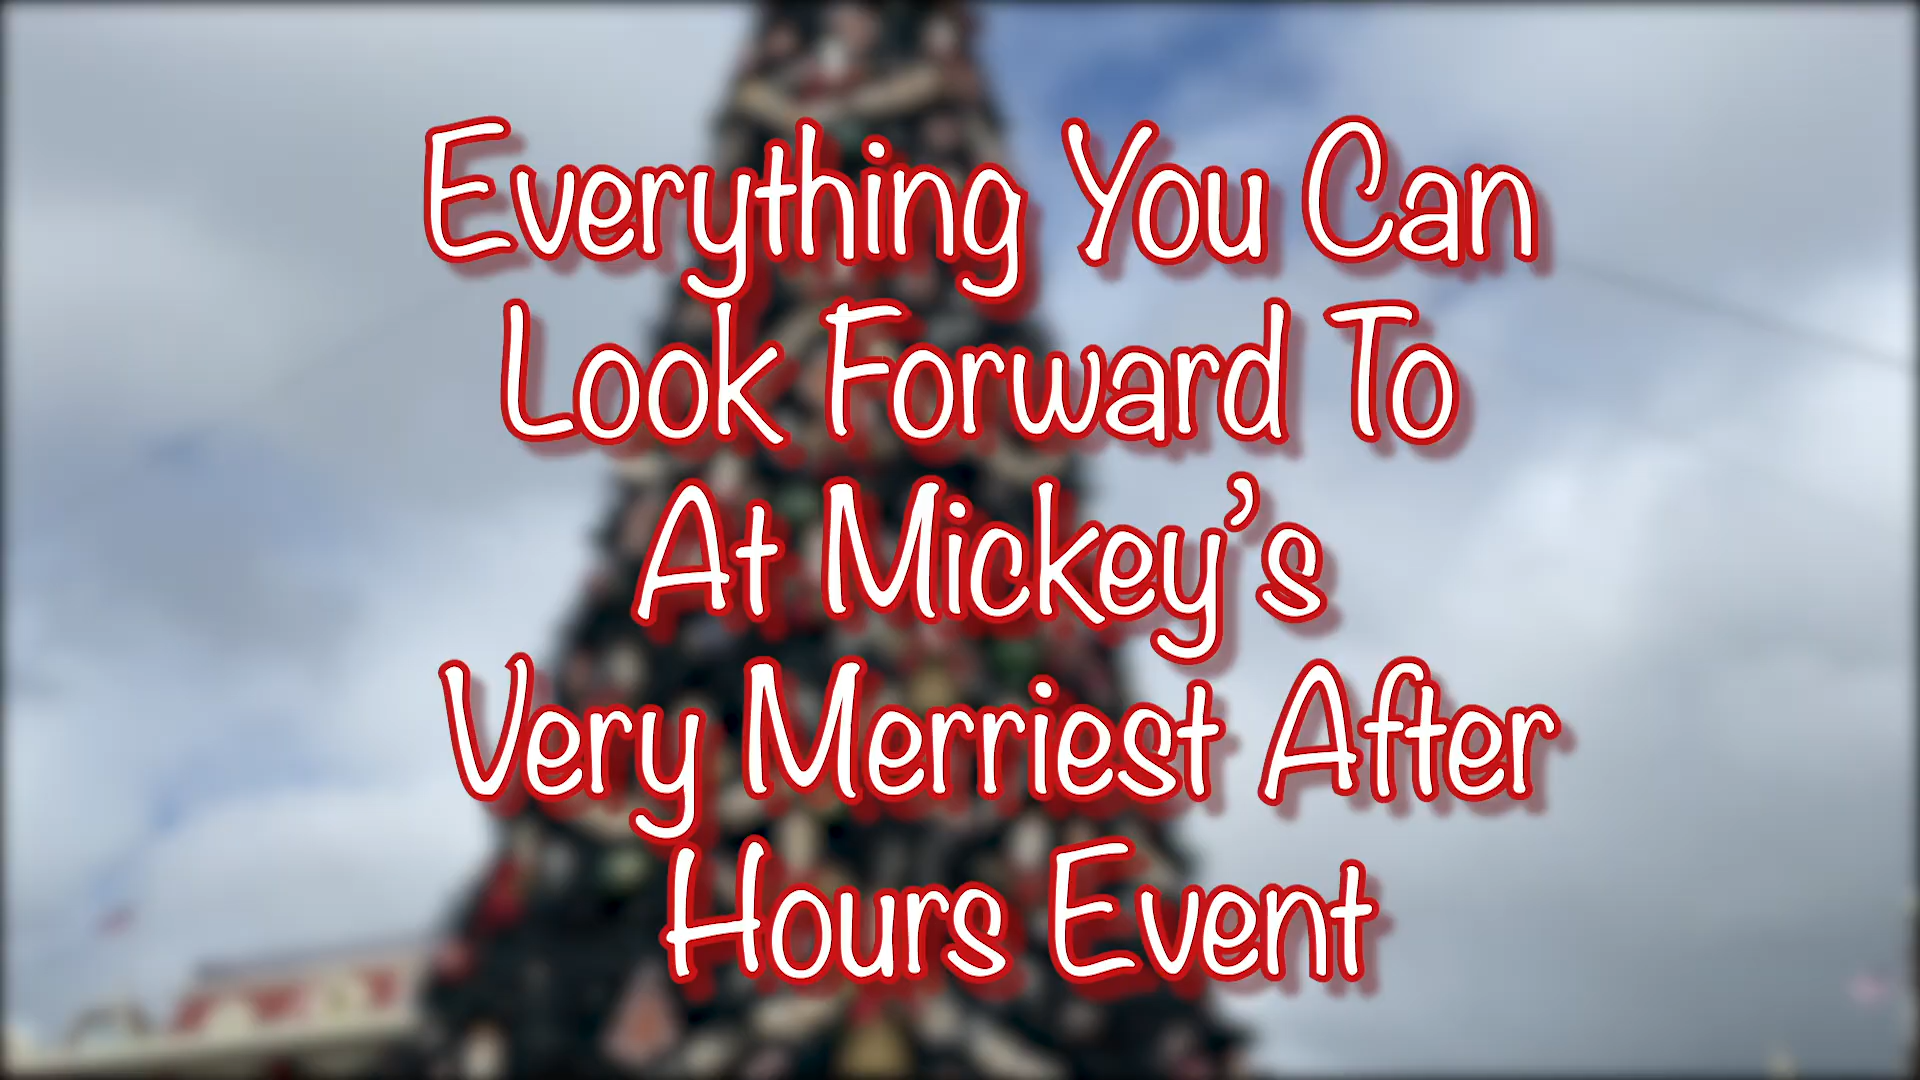 Everything You Can
Look Forward To
At Mickey’s
Very Merriest After
Hours Event